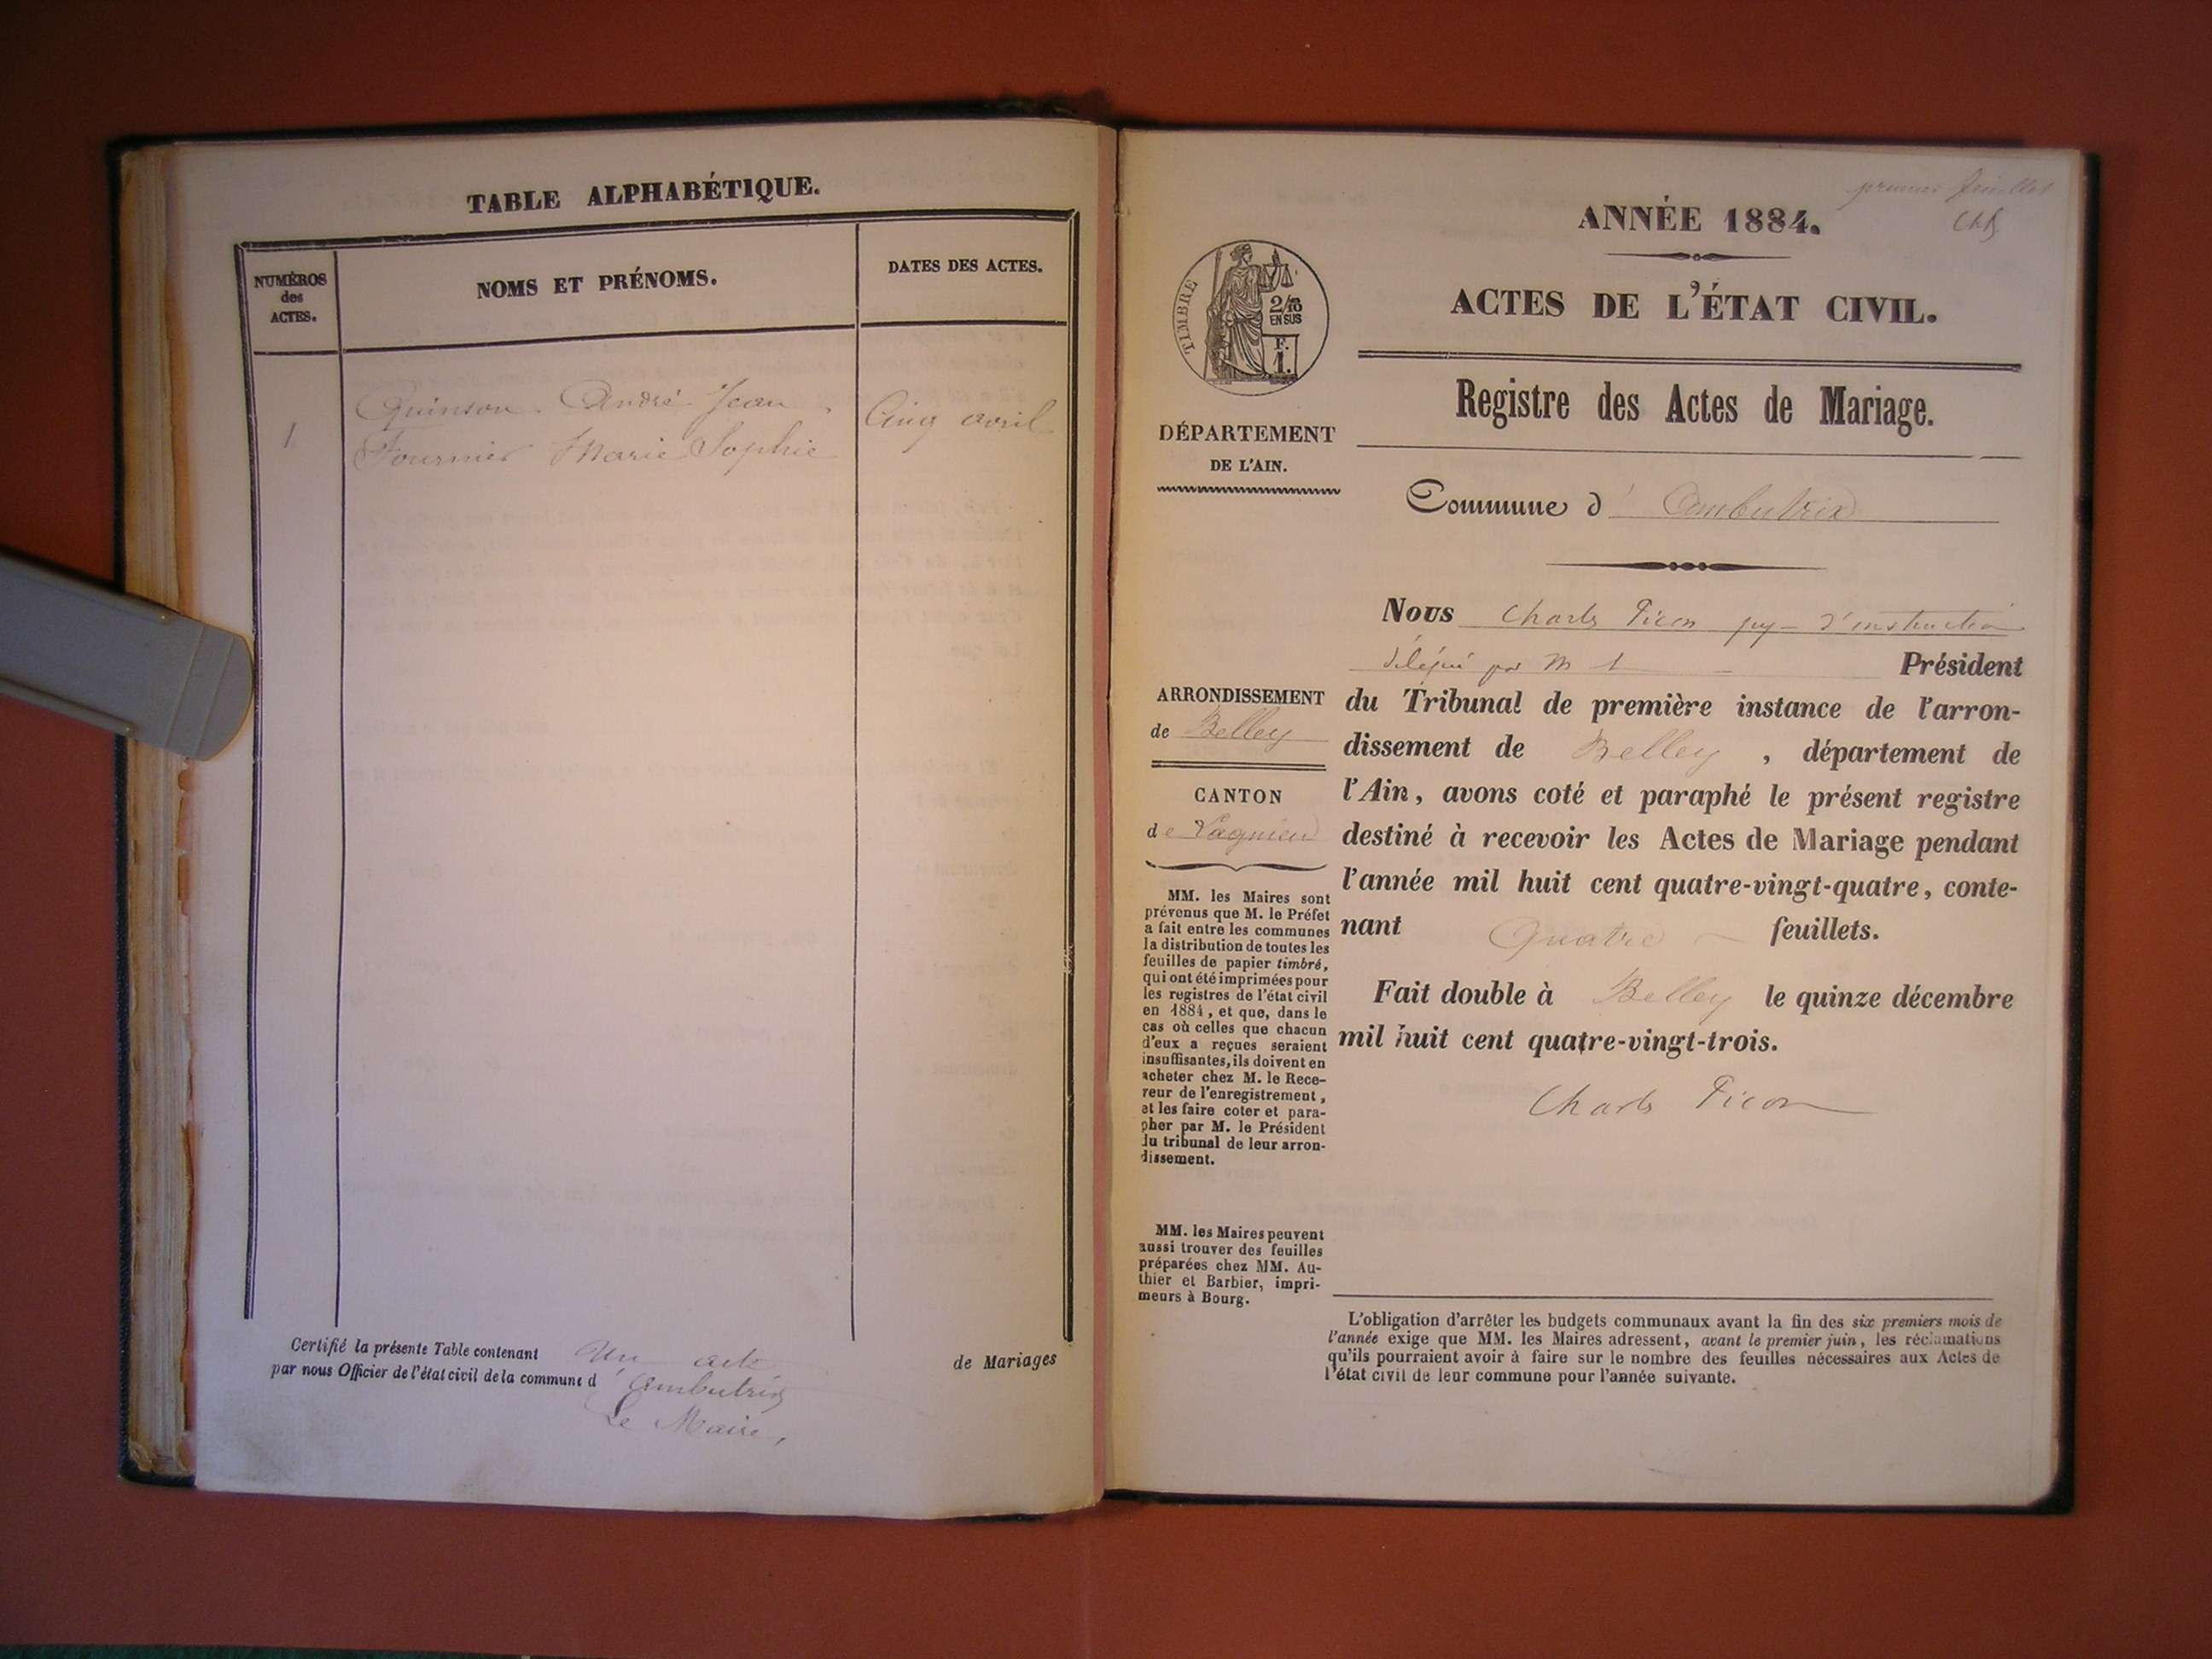 TABLE ALPHABÉTIQUE.
NUMÉROS
des
ACTES.
NOMS ET PRÉNOMS.
DATES DES ACTES.
1
Quinson André Jean
Fournier Marie Sophie
Cinq avril
Certifié la présente Table contenant Un acte de Mariages
par nous Officier de l'état civil de la commune d'Ambutrix
Le Maire,
premier feuillet
ANNÉE 1884.
ACTES DE L'ÉTAT CIVIL.
TIMBRE
2/10
EN SUS
F.
1.
Registre des Actes de Mariage.
DÉPARTEMENT
DE L'AIN.
Commune d'Ambutrix
ARRONDISSEMENT
de Belley
CANTON
de Lagnieu
MM. les Maires sont
prévenus que M. le Préfet
a fait entre les communes
la distribution de toutes les
feuilles de papier timbré,
qui ont été imprimées pour
les registres de l'état civil
en 1884, et que, dans le
cas où celles que chacun
d'eux a reçues seraient
insuffisantes, ils doivent en
acheter chez M. le Rece-
veur de l'enregistrement,
et les faire coter et para-
pher par M. le Président
du tribunal de leur arron-
dissement.
MM. les Maires peuvent
aussi trouver des feuilles
préparées chez MM. Au-
thier et Barbier, impri-
meurs à Bourg.
Nous Charles Picon juge d'instruction
délégué par M le Président
du Tribunal de première instance de l'arron-
dissement de Belley, département de
l'Ain, avons coté et paraphé le présent registre
destiné à recevoir les Actes de Mariage pendant
l'année mil huit cent quatre-vingt-quatre, conte-
nant Quatre feuillets.
Fait double à Belley le quinze décembre
mil huit cent quatre-vingt-trois.
Charles Picon
L'obligation d'arrêter les budgets communaux avant la fin des six premiers mois de
l'année exige que MM. les Maires adressent, avant le premier juin, les réclamations
qu'ils pourraient avoir à faire sur le nombre des feuilles nécessaires aux Actes de
l'état civil de leur commune pour l'année suivante.